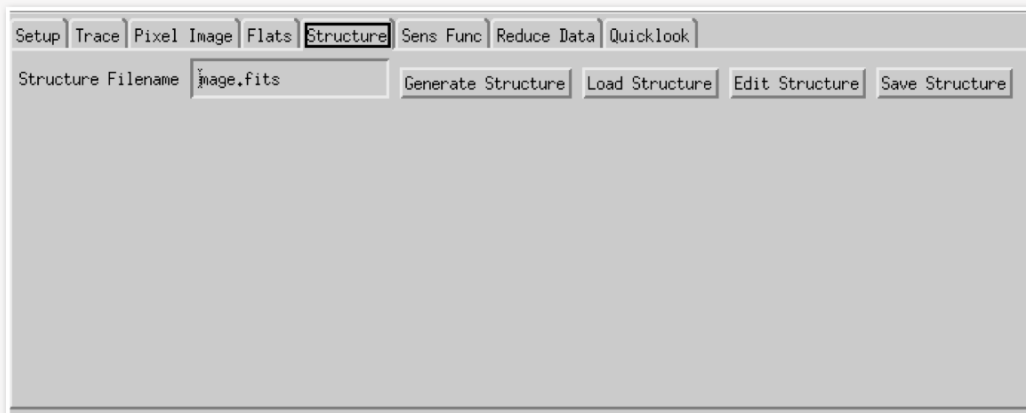 Setup Trace Pixel Image Flats Structure Sens Func Reduce Data Quicklook
Structure Filename image.fits Generate Structure Load Structure Edit Structure Save Structure